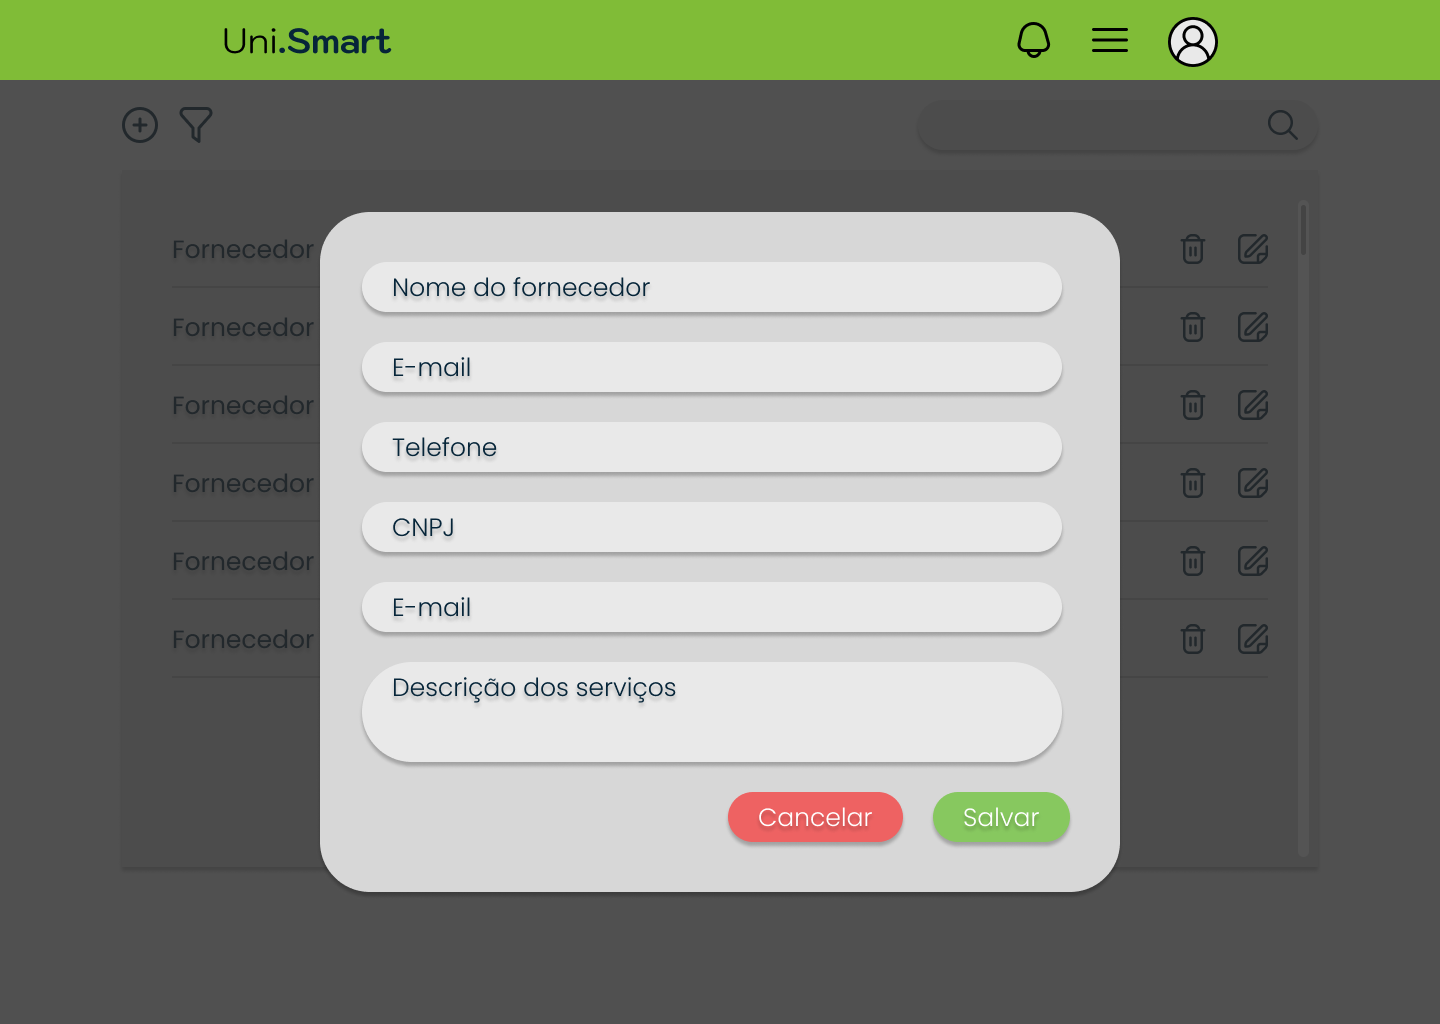 Uni.Smart
Fornecedor
Fornecedor
Fornecedor
Fornecedor
Fornecedor
Fornecedor
Nome do fornecedor
E-mail
Telefone
CNPJ
E-mail
Descrição dos serviços
Cancelar
Salvar